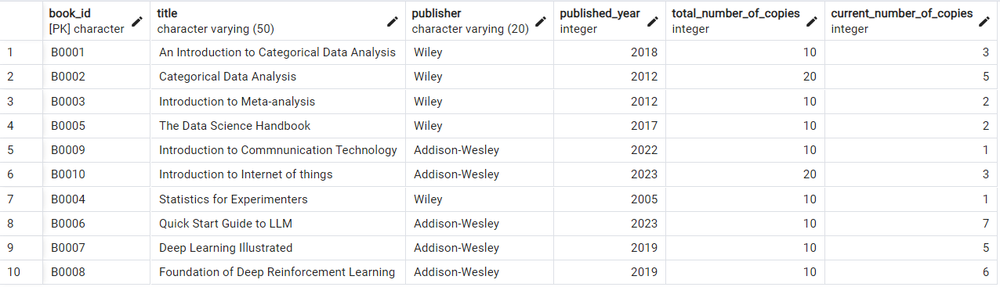 book_id title publisher published_year total_number_of_copies current_number_of_copies
[PK] character character varying (50) character varying (20) integer integer integer
1 B0001 An Introduction to Categorical Data Analysis Wiley 2018 10 3
2 B0002 Categorical Data Analysis Wiley 2012 20 5
3 B0003 Introduction to Meta-analysis Wiley 2012 10 2
4 B0005 The Data Science Handbook Wiley 2017 10 2
5 B0009 Introduction to Commnunication Technology Addison-Wesley 2022 10 1
6 B0010 Introduction to Internet of things Addison-Wesley 2023 20 3
7 B0004 Statistics for Experimenters Wiley 2005 10 1
8 B0006 Quick Start Guide to LLM Addison-Wesley 2023 10 7
9 B0007 Deep Learning Illustrated Addison-Wesley 2019 10 5
10 B0008 Foundation of Deep Reinforcement Learning Addison-Wesley 2019 10 6